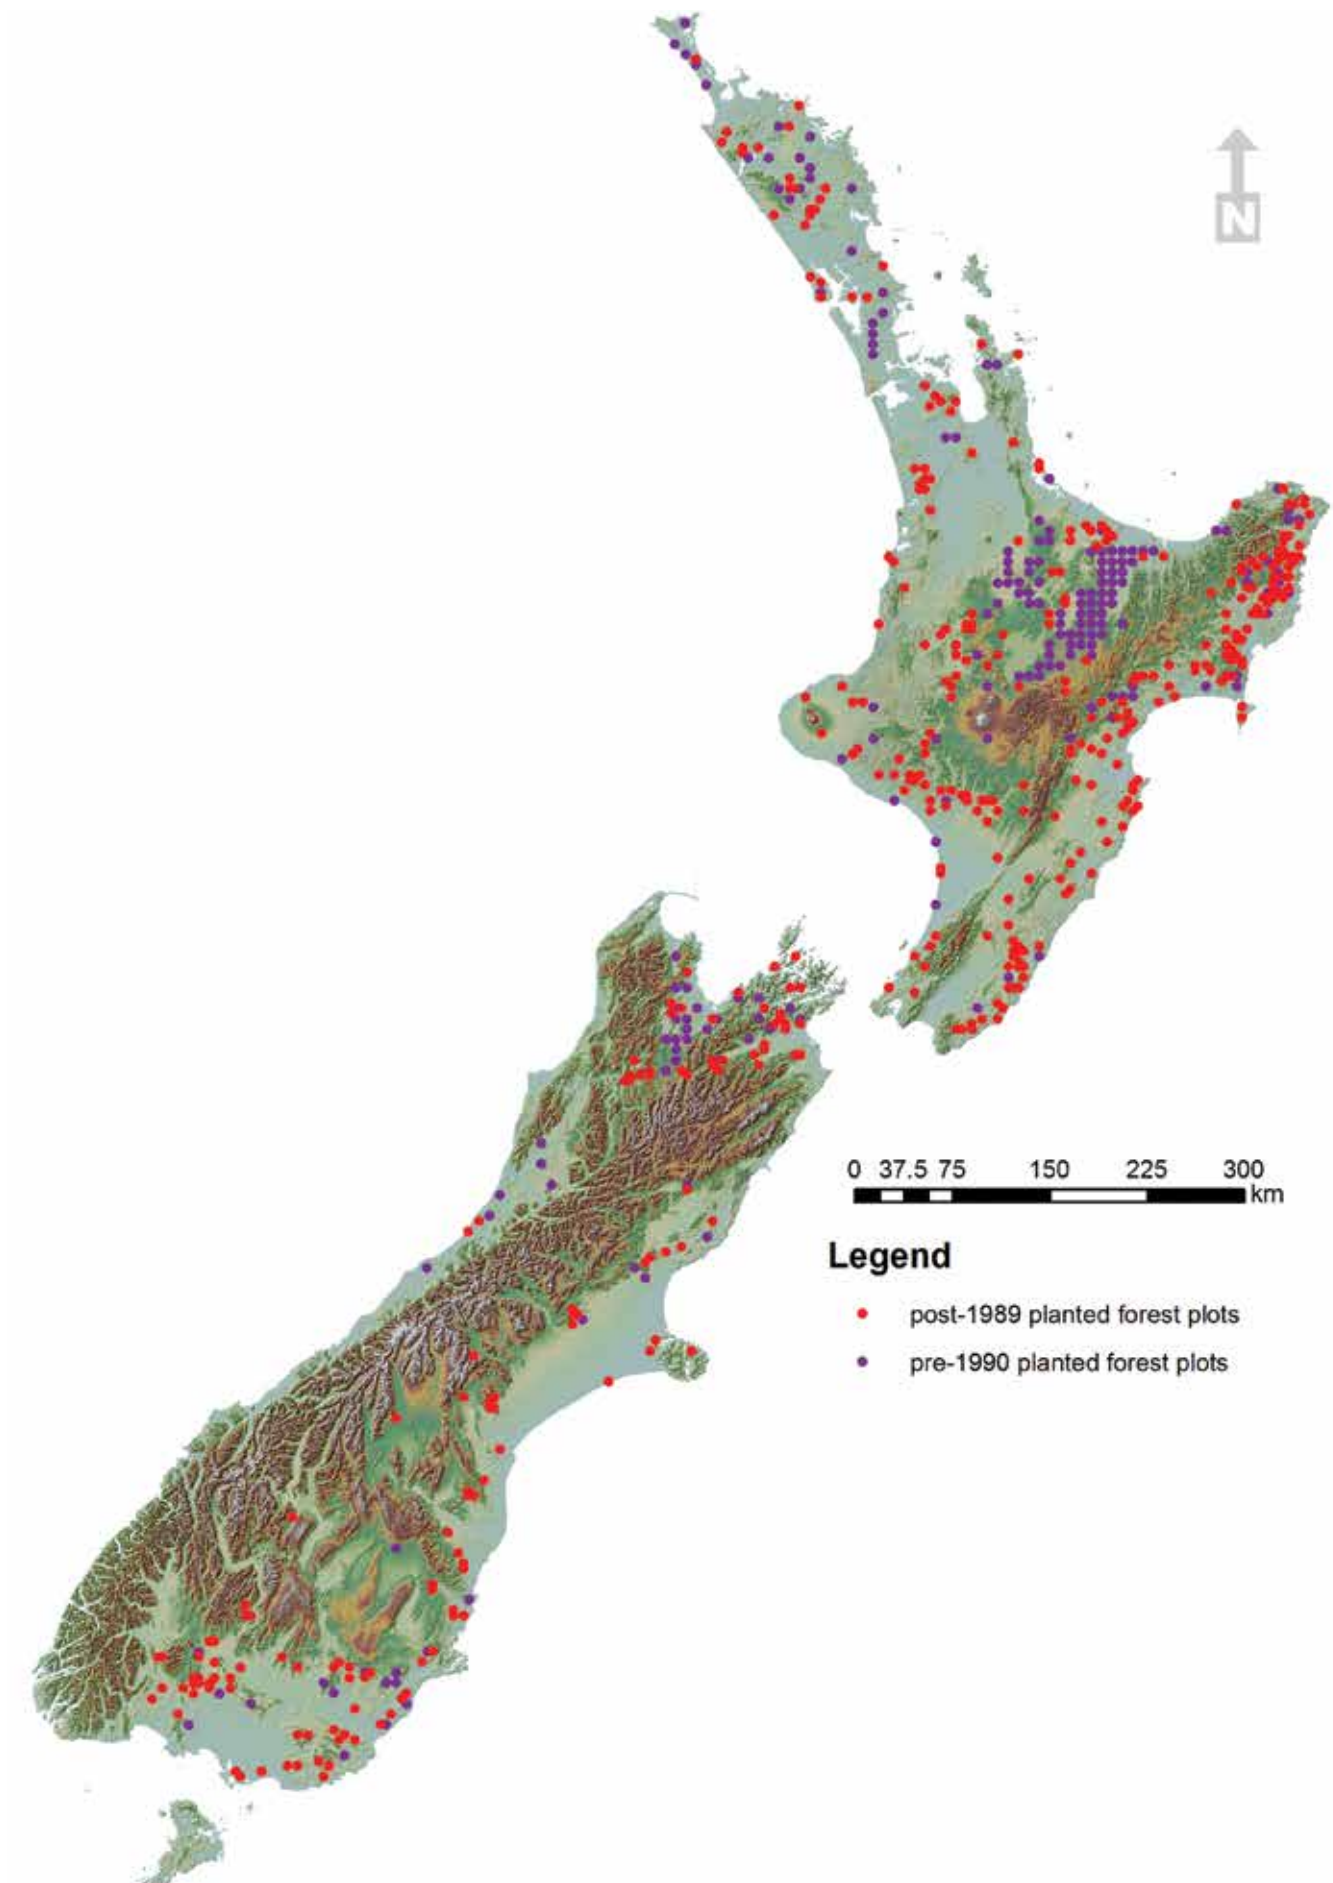 N
0 37.5 75 150 225 300
km
Legend
post-1989 planted forest plots
pre-1990 planted forest plots